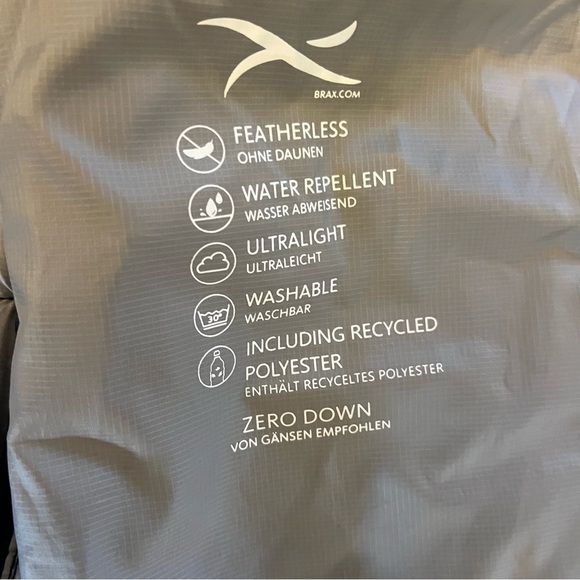 BRAX.COM
FEATHERLESS
OHNE DAUNEN
WATER REPELLENT
WASSER ABWEISEND
ULTRALIGHT
ULTRALEICHT
30°
WASHABLE
WASCHBAR
INCLUDING RECYCLED
POLYESTER
ENTHÄLT RECYCELTES POLYESTER
ZERO DOWN
VON GÄNSEN EMPFOHLEN